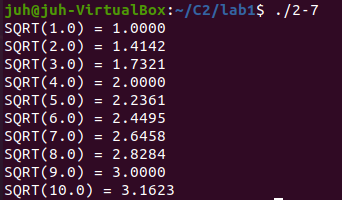 juh@juh-VirtualBox:~/C2/lab1$ ./2-7
SQRT(1.0) = 1.0000
SQRT(2.0) = 1.4142
SQRT(3.0) = 1.7321
SQRT(4.0) = 2.0000
SQRT(5.0) = 2.2361
SQRT(6.0) = 2.4495
SQRT(7.0) = 2.6458
SQRT(8.0) = 2.8284
SQRT(9.0) = 3.0000
SQRT(10.0) = 3.1623